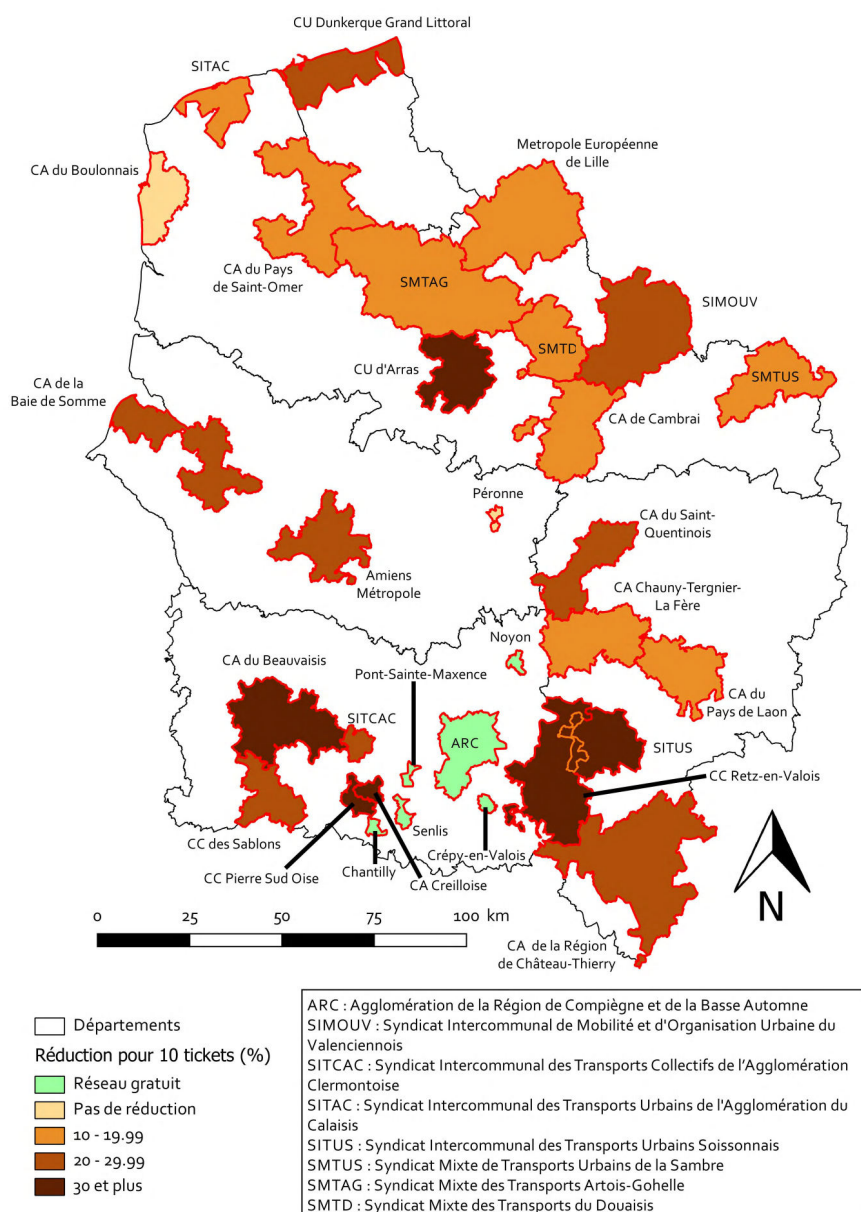 CU Dunkerque Grand Littoral
SITAC
Metropole Européenne
de Lille
CA du Boulonnais
CA du Pays
de Saint-Omer
SMTAG
SIMOUV
SMTD
CU d'Arras
SMTUS
CA de la
Baie de Somme
CA de Cambrai
Péronne
CA du Saint-
Quentinois
Amiens
Métropole
CA Chauny-Tergnier-
La Fère
Noyon
CA du Beauvaisis
Pont-Sainte-Maxence
CA du
Pays de Laon
SITCAC
ARC
SITUS
CC Retz-en-Valois
CC des Sablons
Senlis
CC Pierre Sud Oise
Chantilly
Crépy-en-Valois
CA Creilloise
0 25 50 75 100 km
N
CA de la Région
de Château-Thierry
Départements
Réduction pour 10 tickets (%)
Réseau gratuit
Pas de réduction
10 - 19.99
20 - 29.99
30 et plus
ARC : Agglomération de la Région de Compiègne et de la Basse Automne
SIMOUV : Syndicat Intercommunal de Mobilité et d'Organisation Urbaine du
Valenciennois
SITCAC : Syndicat Intercommunal des Transports Collectifs de l’Agglomération
Clermontoise
SITAC : Syndicat Intercommunal des Transports Urbains de l'Agglomération du
Calaisis
SITUS : Syndicat Intercommunal des Transports Urbains Soissonnais
SMTUS : Syndicat Mixte de Transports Urbains de la Sambre
SMTAG : Syndicat Mixte des Transports Artois-Gohelle
SMTD : Syndicat Mixte des Transports du Douaisis